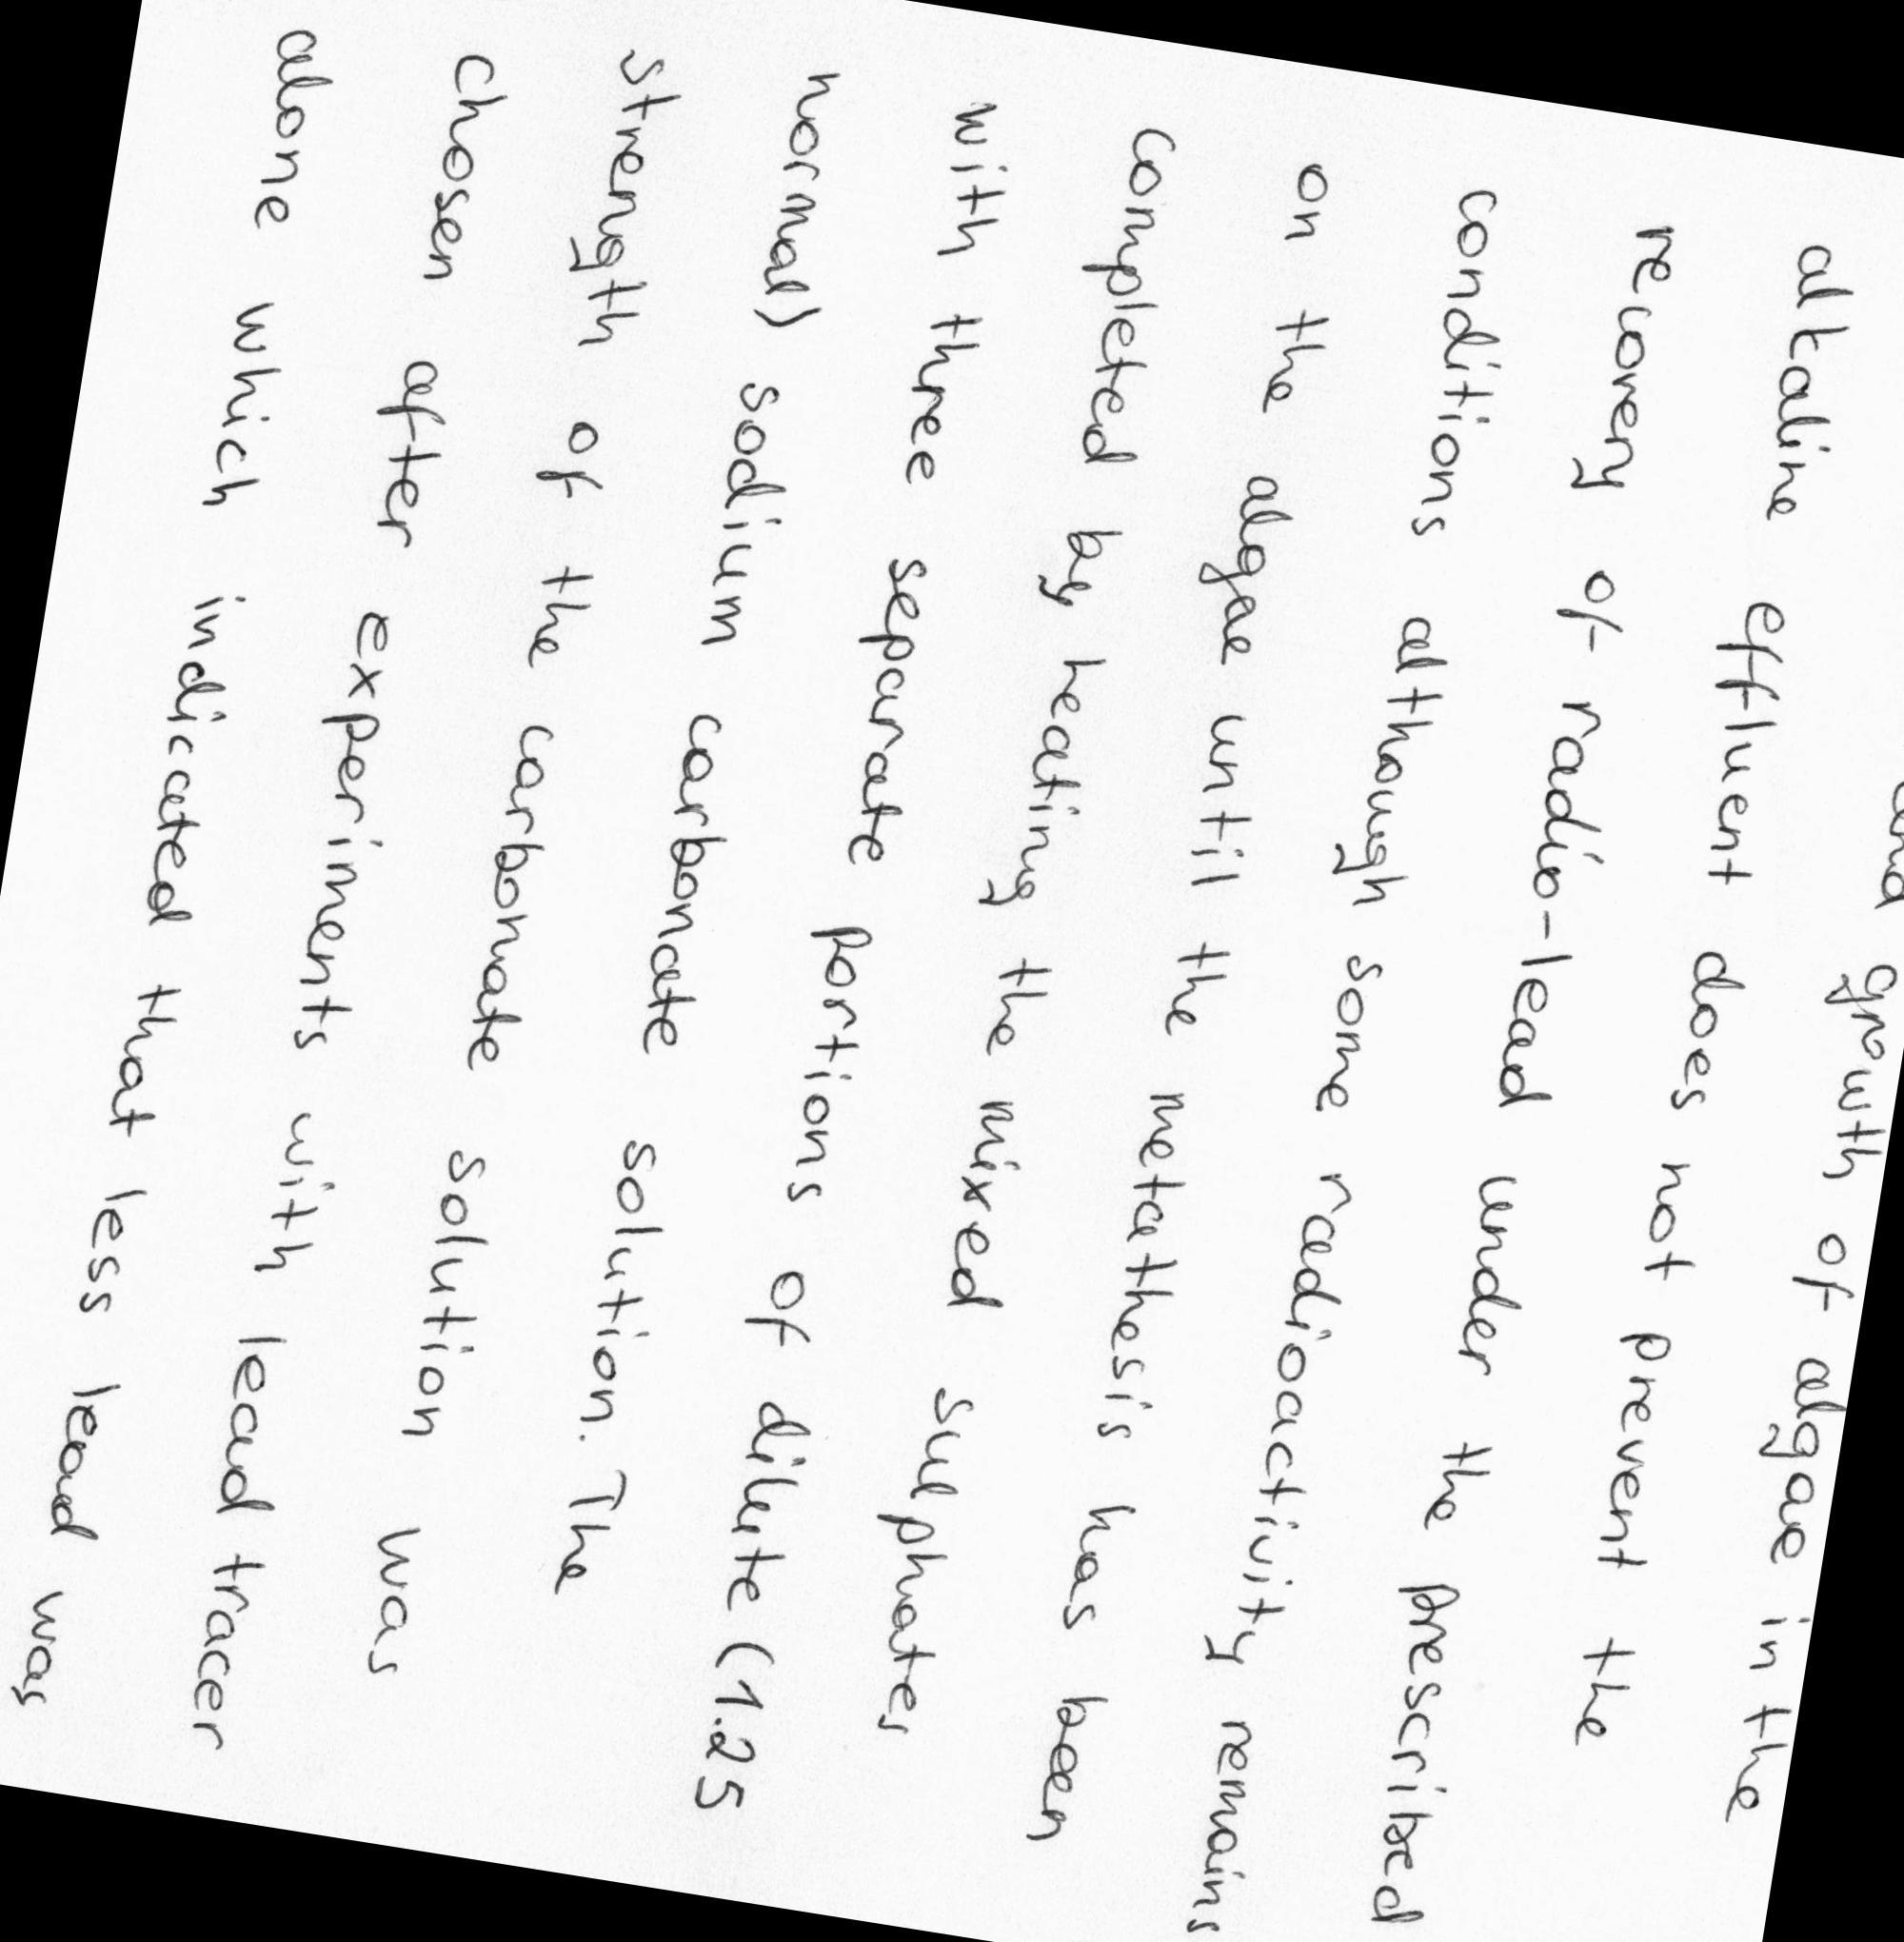 and growth of algae in the
alkaline effluent does not prevent the
recovery of radio-lead under the prescribed
conditions although some radioactivity remains
on the algae until the metathesis has been
completed by heating the mixed sulphates
with three separate portions of dilute (1.25
normal) sodium carbonate solution. The
strength of the carbonate solution was
chosen after experiments with lead tracer
alone which indicated that less lead was